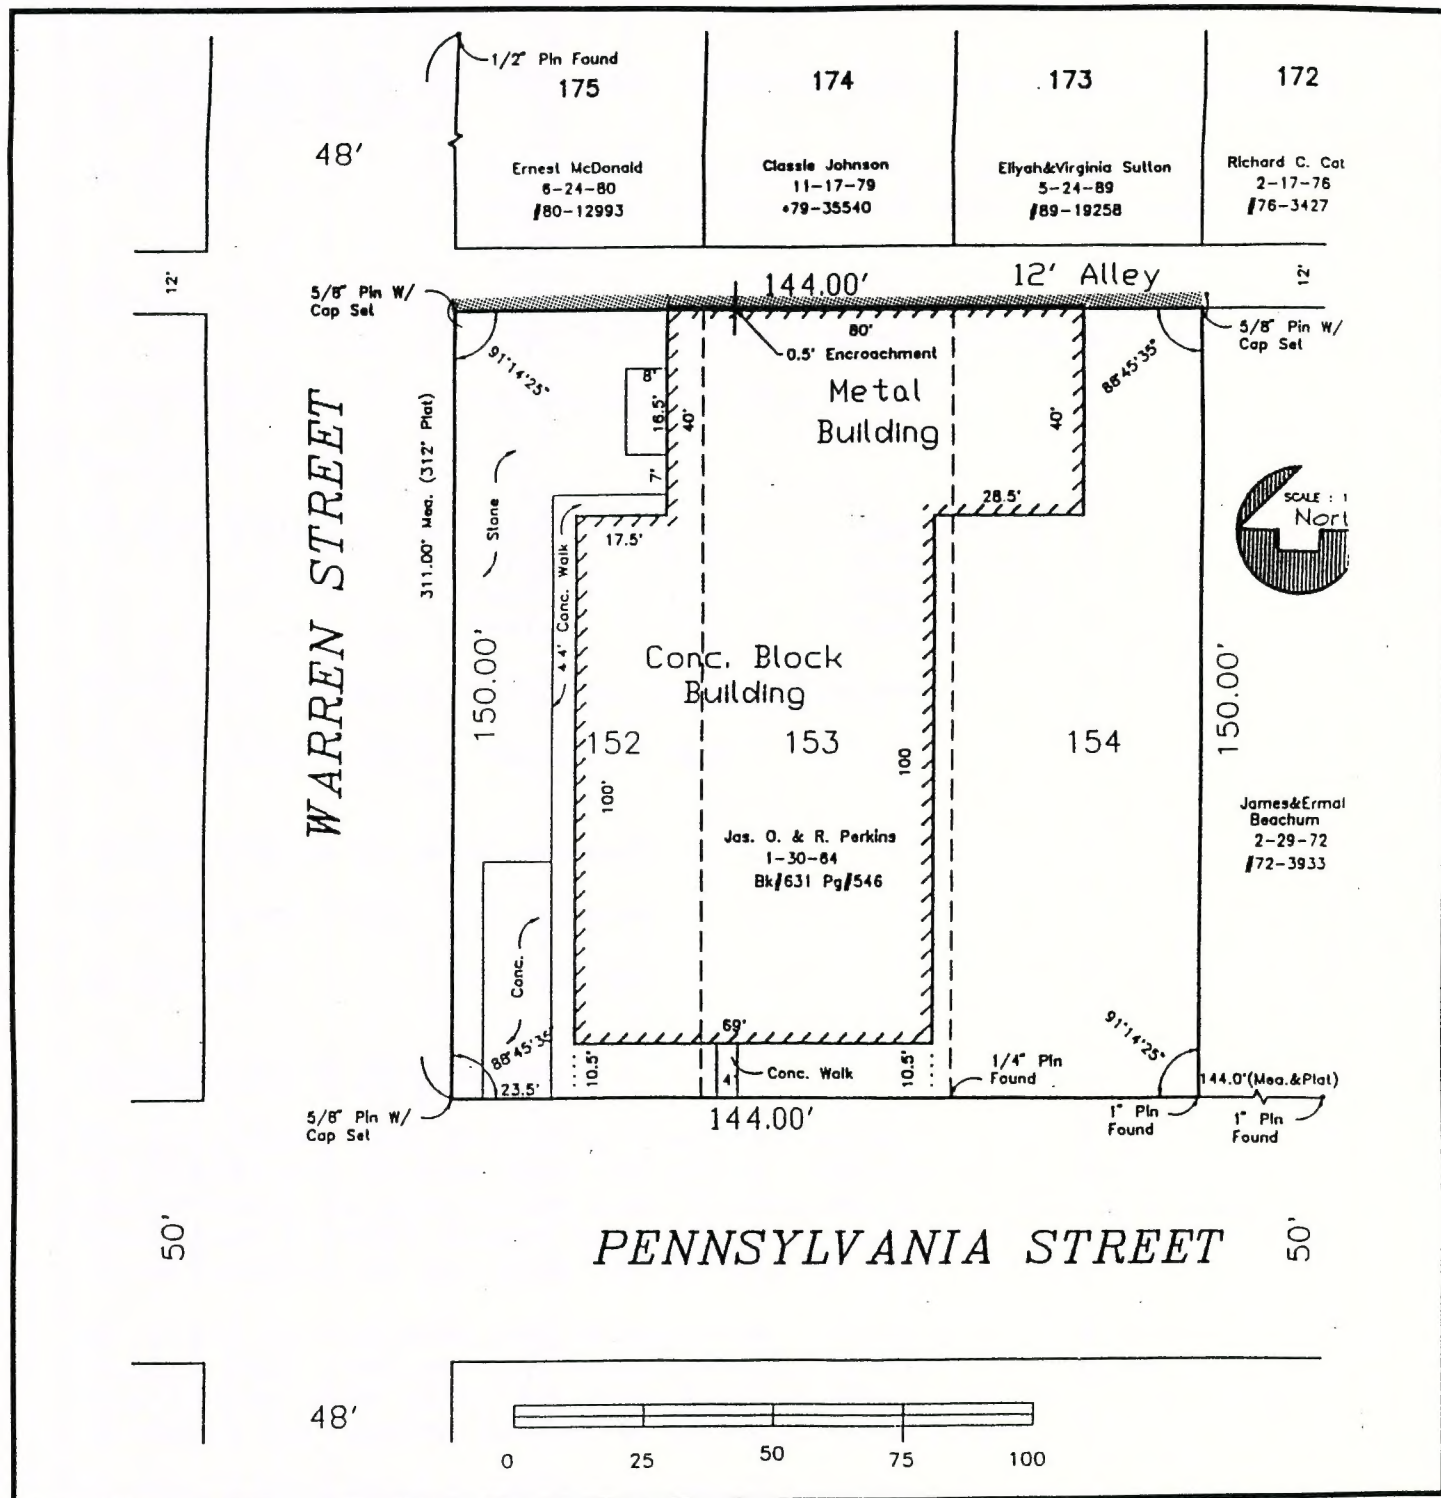 1/2" Pin Found
175
174
173
172
48'
Ernest McDonald
6-24-80
#80-12993
Classie Johnson
11-17-79
#79-35540
Eliyah&Virginia Sutton
5-24-89
#89-19258
Richard C. Cat
2-17-76
#76-3427
12'
12' Alley
12'
144.00'
5/8" Pin W/
Cap Set
5/8" Pin W/
Cap Set
80'
0.5' Encroachment
91°14'25"
88°45'35"
Metal
Building
8'
16.5'
40'
40'
7'
28.5'
17.5'
311.00' Mea. (312' Plat)
WARREN STREET
Stone
4.4' Conc. Walk
SCALE : 1
Nort
150.00'
150.00'
Conc. Block
Building
152
153
154
100'
100
Jas. O. & R. Perkins
1-30-64
Bk#631 Pg#546
James&Ermal
Beachum
2-29-72
#72-3933
Conc.
88°45'35"
91°14'25"
69'
23.5'
10.5'
4'
Conc. Walk
10.5'
1/4" Pin
Found
144.0'(Mea.&Plat)
5/8" Pin W/
Cap Set
144.00'
1" Pin
Found
1" Pin
Found
50'
PENNSYLVANIA STREET
50'
48'
0
25
50
75
100